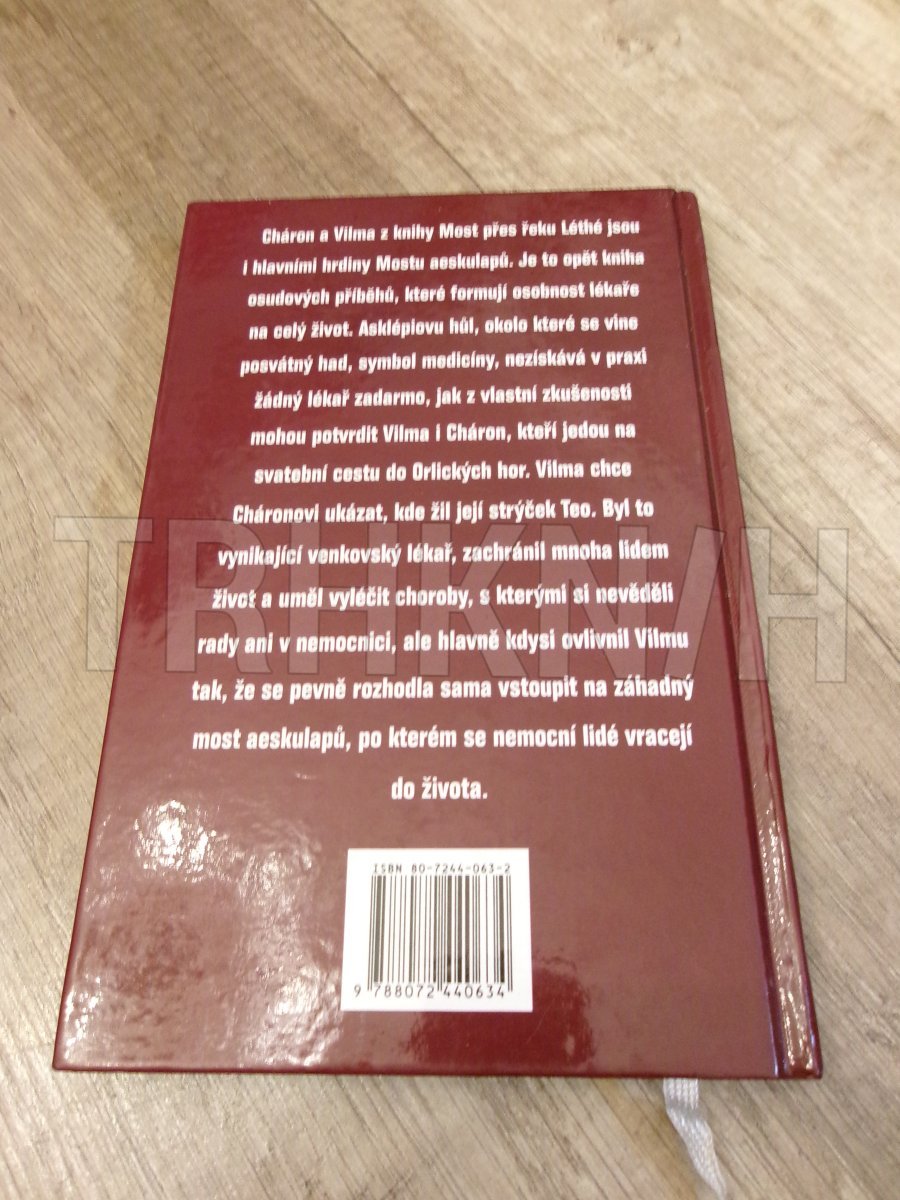 Cháron a Vilma z knihy Most přes řeku Léthé jsou
i hlavními hrdiny Mostu aeskulapů. Je to opět kniha
osudových příběhů, které formují osobnost lékaře
na celý život. Asklépiovu hůl, okolo které se vine
posvátný had, symbol medicíny, nezískává v praxi
žádný lékař zadarmo, jak z vlastní zkušenosti
mohou potvrdit Vilma i Cháron, kteří jedou na
svatební cestu do Orlických hor. Vilma chce
Cháronovi ukázat, kde žil její strýček Teo. Byl to
vynikající venkovský lékař, zachránil mnoha lidem
život a uměl vyléčit choroby, s kterými si nevěděli
rady ani v nemocnici, ale hlavně kdysi ovlivnil Vilmu
tak, že se pevně rozhodla sama vstoupit na záhadný
most aeskulapů, po kterém se nemocní lidé vracejí
do života.
TRHKNIH
ISBN 80-7244-063-2
9 788072 440634